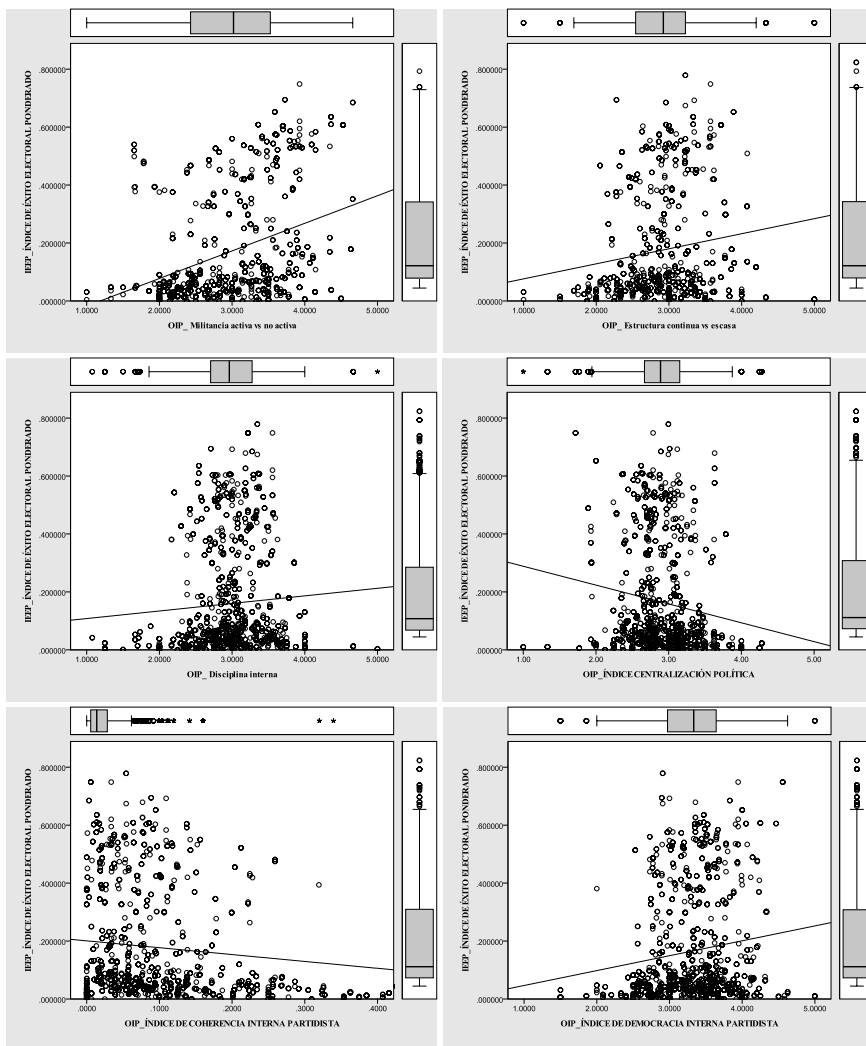 IEEP_ÍNDICE DE ÉXITO ELECTORAL PONDERADO
.800000
.600000
.400000
.200000
.000000
1.0000 2.0000 3.0000 4.0000 5.0000
OIP_ Militancia activa vs no activa
IEEP_ÍNDICE DE ÉXITO ELECTORAL PONDERADO
.800000
.600000
.400000
.200000
.000000
1.0000 2.0000 3.0000 4.0000 5.0000
OIP_ Estructura continua vs escasa
IEEP_ÍNDICE DE ÉXITO ELECTORAL PONDERADO
.800000
.600000
.400000
.200000
.000000
1.0000 2.0000 3.0000 4.0000 5.0000
OIP_ Disciplina interna
IEEP_ÍNDICE DE ÉXITO ELECTORAL PONDERADO
.800000
.600000
.400000
.200000
.000000
1.00 2.00 3.00 4.00 5.00
OIP_ÍNDICE CENTRALIZACIÓN POLÍTICA
IEEP_ÍNDICE DE ÉXITO ELECTORAL PONDERADO
.800000
.600000
.400000
.200000
.000000
.0000 .1000 .2000 .3000 .4000
OIP_ÍNDICE DE COHERENCIA INTERNA PARTIDISTA
IEEP_ÍNDICE DE ÉXITO ELECTORAL PONDERADO
.800000
.600000
.400000
.200000
.000000
1.0000 2.0000 3.0000 4.0000 5.0000
OIP_ÍNDICE DE DEMOCRACIA INTERNA PARTIDISTA